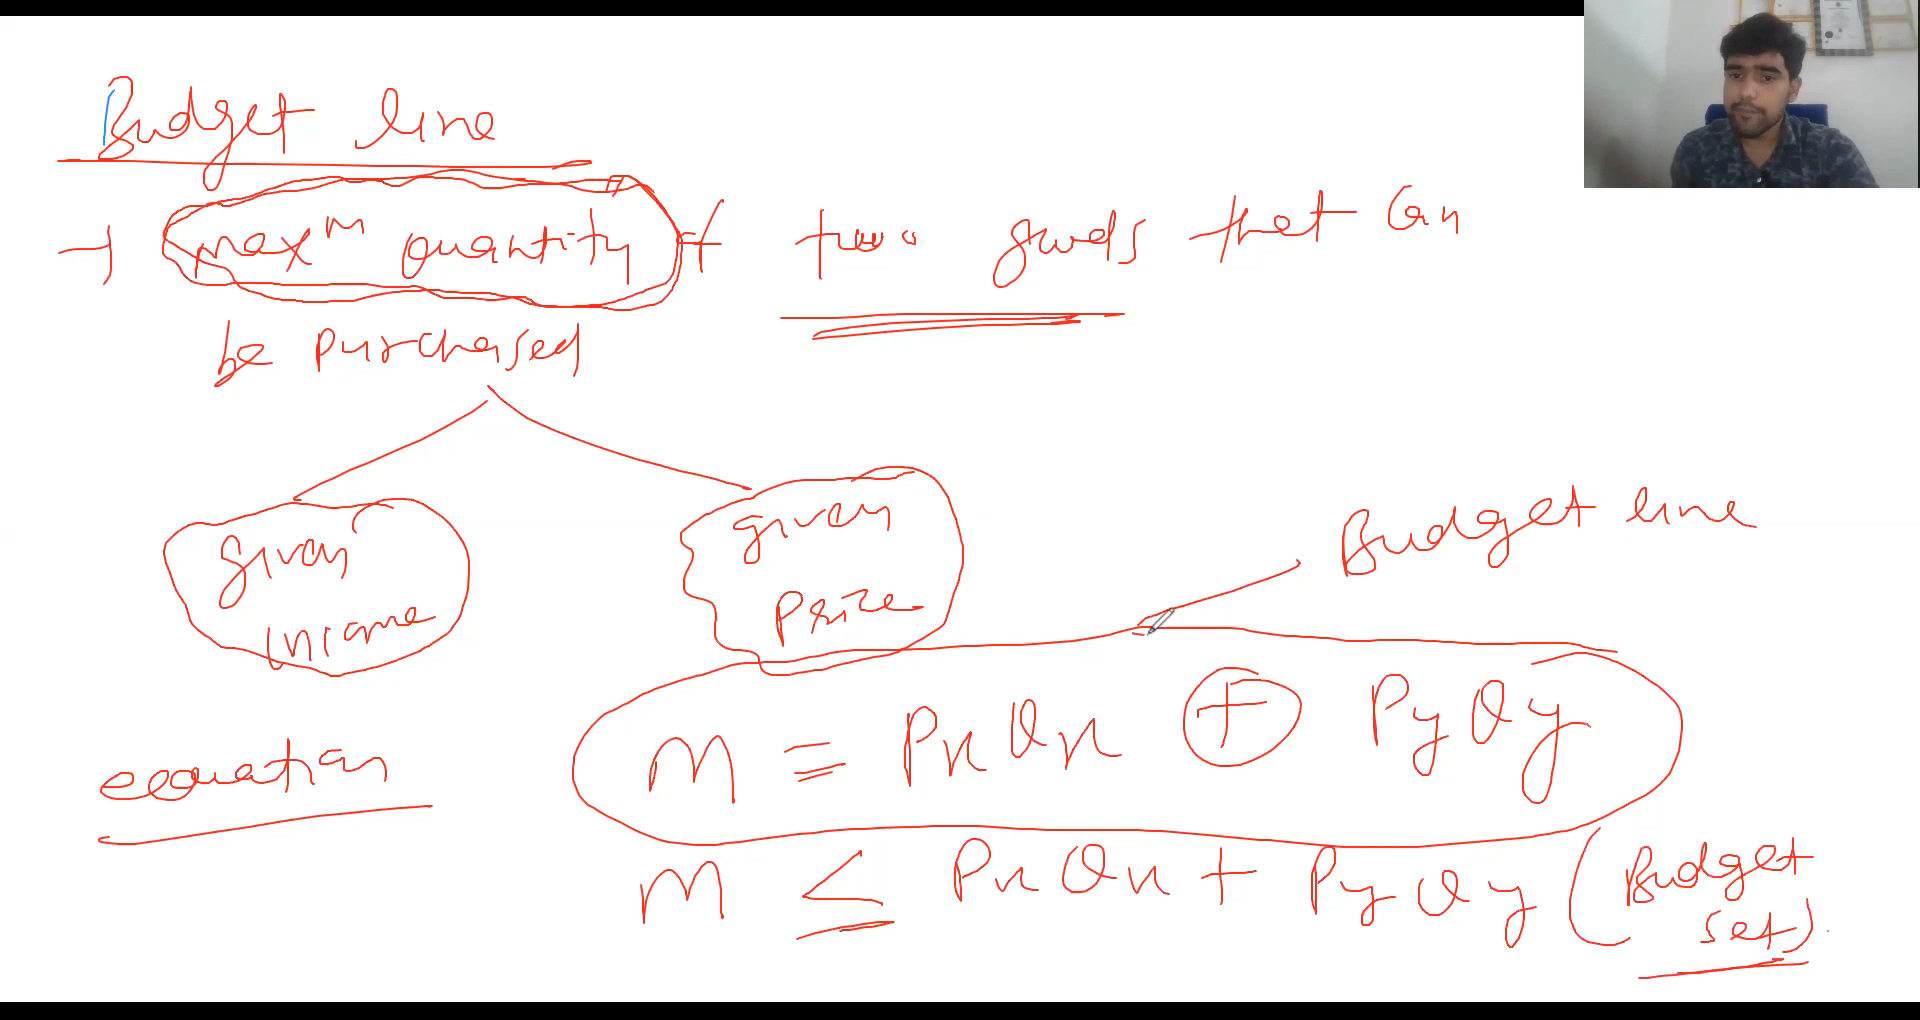 Budget line
→ maxᵐ quantity of two goods that can
be purchased
given income
given price
Budget line
equation
M = PxQx + PyQy
M ≤ PxQx + PyQy (Budget set)